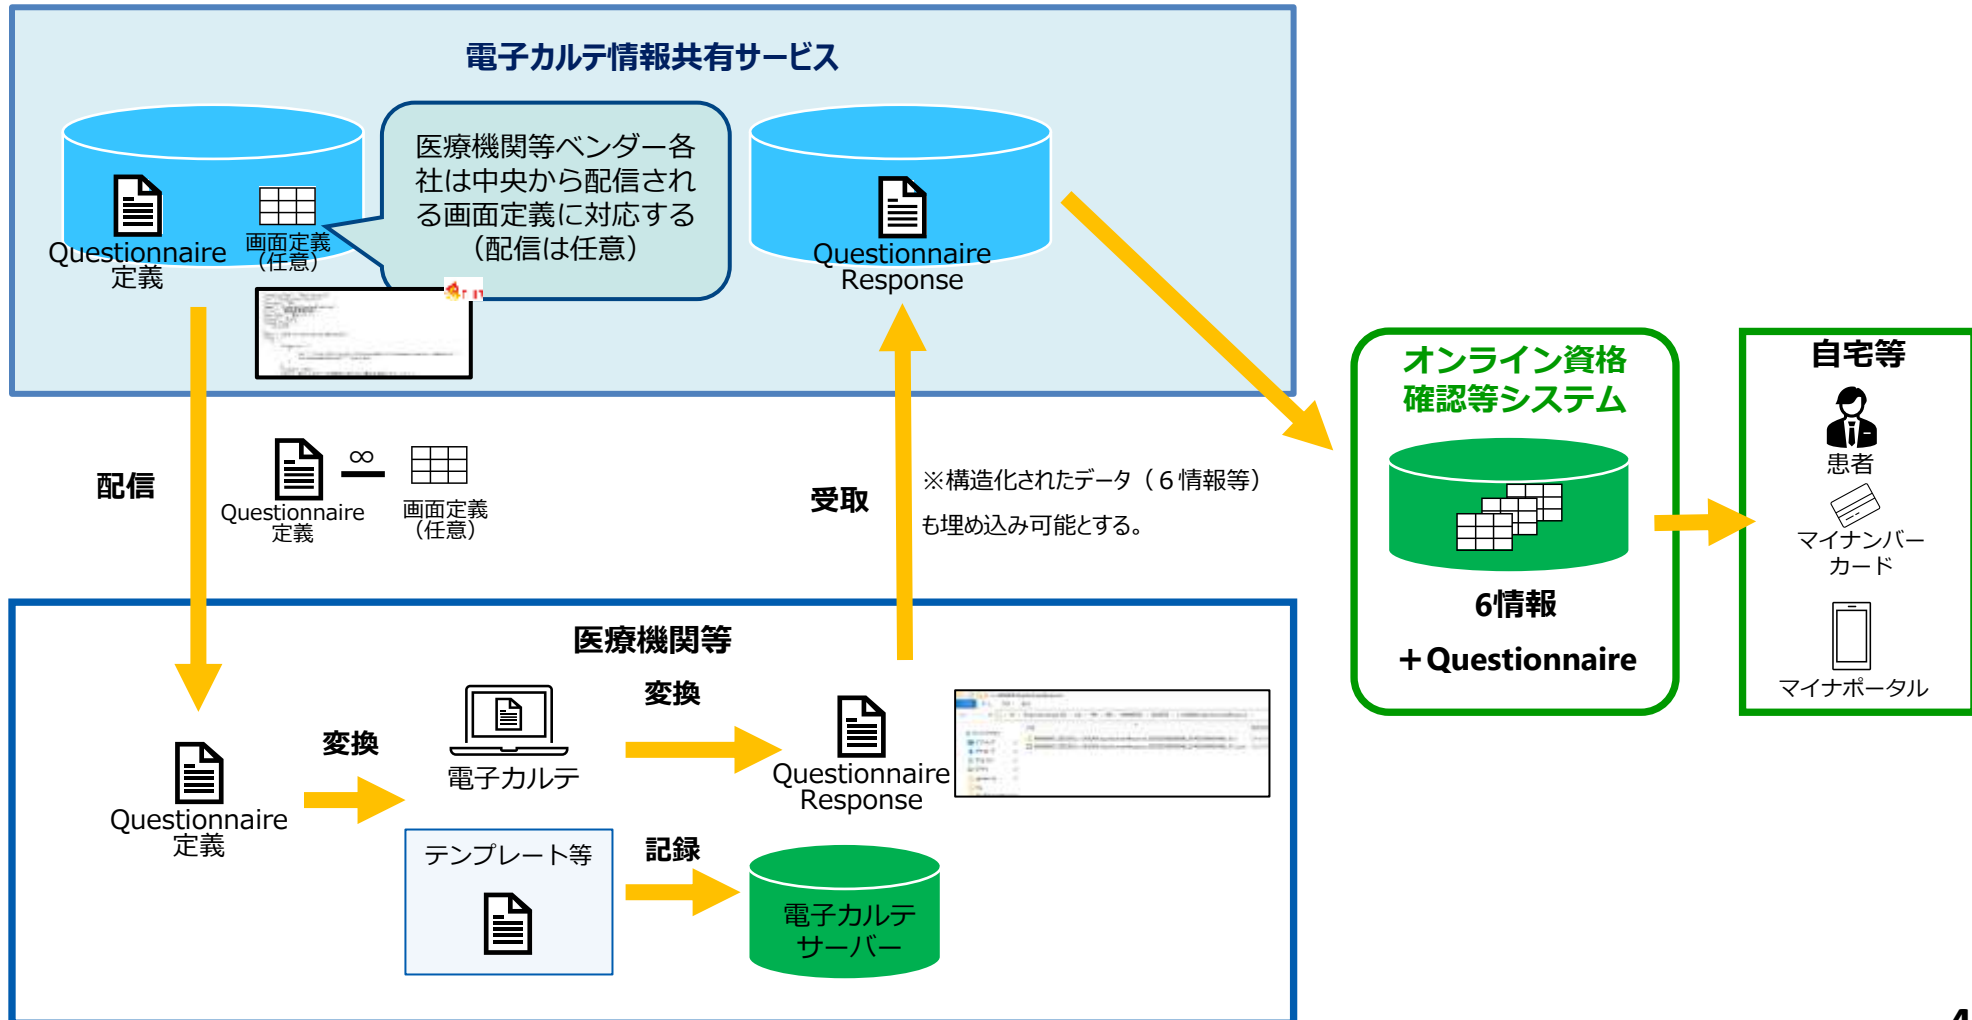 電子カルテ情報共有サービス
医療機関等ベンダー各
社は中央から配信され
る画面定義に対応する
（配信は任意）
Questionnaire
定義
画面定義
（任意）
Questionnaire
Response
配信
∞
Questionnaire
定義
画面定義
（任意）
受取
※構造化されたデータ（６情報等）
も埋め込み可能とする。
オンライン資格
確認等システム
6情報
＋Questionnaire
自宅等
患者
マイナンバー
カード
マイナポータル
医療機関等
Questionnaire
定義
変換
電子カルテ
変換
Questionnaire
Response
テンプレート等
記録
電子カルテ
サーバー